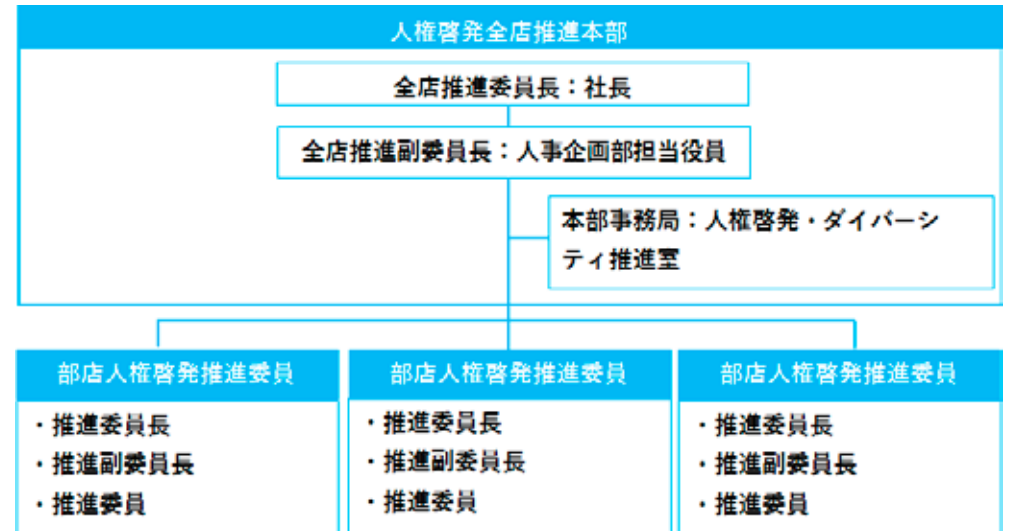 人権啓発全店推進本部
全店推進委員長：社長
全店推進副委員長：人事企画部担当役員
本部事務局：人権啓発・ダイバーシ
ティ推進室
部店人権啓発推進委員
・推進委員長
・推進副委員長
・推進委員
部店人権啓発推進委員
・推進委員長
・推進副委員長
・推進委員
部店人権啓発推進委員
・推進委員長
・推進副委員長
・推進委員